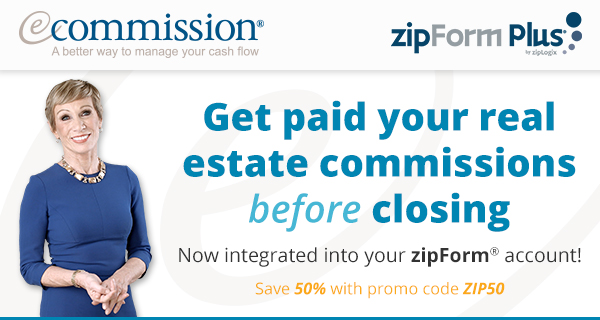 ecommission®
A better way to manage your cash flow
zipForm Plus®
by zipLogix
Get paid your real
estate commissions
before closing
Now integrated into your zipForm® account!
Save 50% with promo code ZIP50